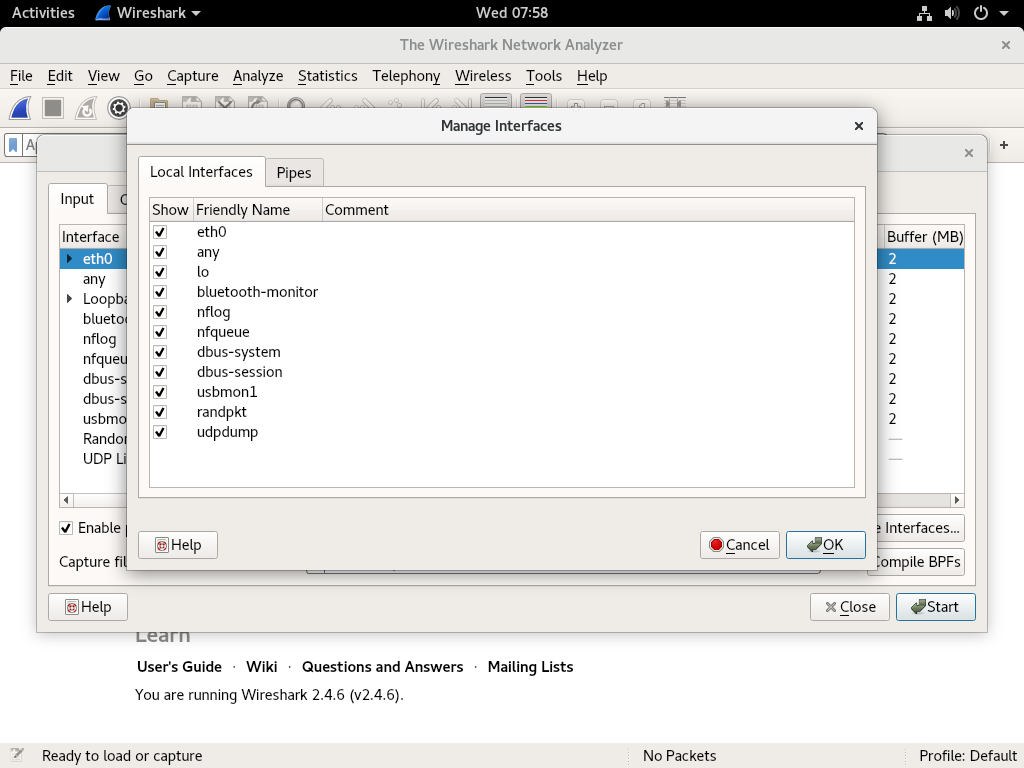 Activities Wireshark Wed 07:58
The Wireshark Network Analyzer
File Edit View Go Capture Analyze Statistics Telephony Wireless Tools Help
Manage Interfaces
Local Interfaces Pipes
Input
Show Friendly Name Comment
Interface Buffer (MB)
eth0
any
lo
bluetooth-monitor
nflog
nfqueue
dbus-system
dbus-session
usbmon1
randpkt
udpdump
eth0 2
any 2
Loopba 2
bluetoo 2
nflog 2
nfqueu 2
dbus-s 2
dbus-s 2
usbmo 2
Randor —
UDP Li —
Enable e Interfaces...
Help Cancel OK
Capture fil Compile BPFs
Help Close Start
Learn
User's Guide · Wiki · Questions and Answers · Mailing Lists
You are running Wireshark 2.4.6 (v2.4.6).
Ready to load or capture No Packets Profile: Default